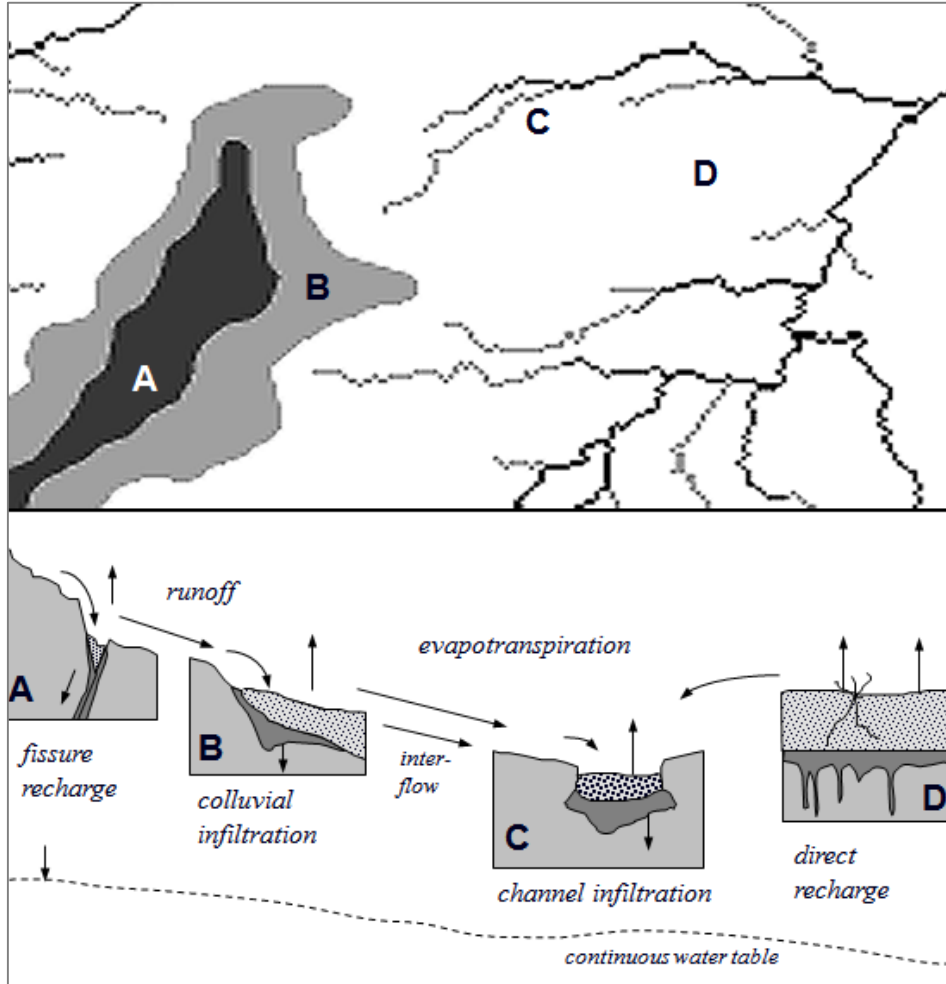 C
D
B
A
runoff
evapotranspiration
A
B
inter-
flow
D
fissure
recharge
colluvial
infiltration
C
direct
recharge
channel infiltration
continuous water table